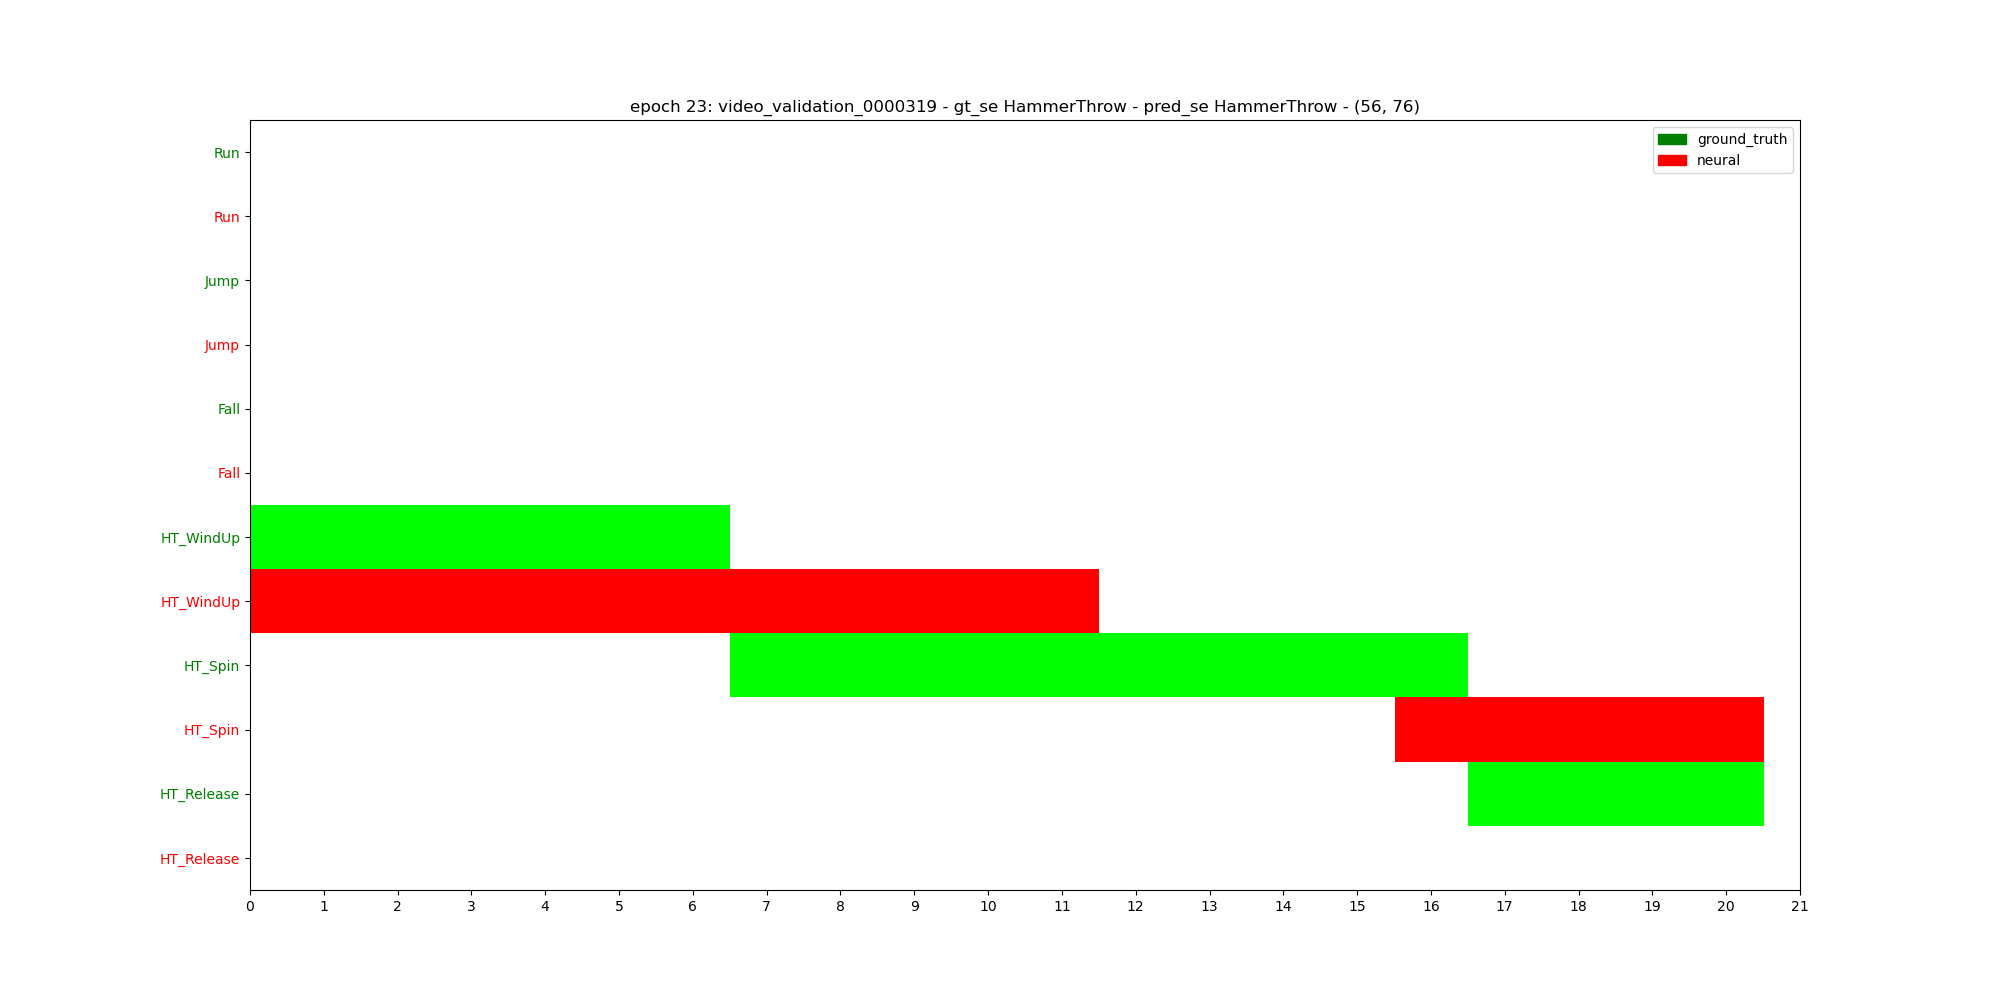 epoch 23: video_validation_0000319 - gt_se HammerThrow - pred_se HammerThrow - (56, 76)
ground_truth
neural
Run
Run
Jump
Jump
Fall
Fall
HT_WindUp
HT_WindUp
HT_Spin
HT_Spin
HT_Release
HT_Release
0 1 2 3 4 5 6 7 8 9 10 11 12 13 14 15 16 17 18 19 20 21